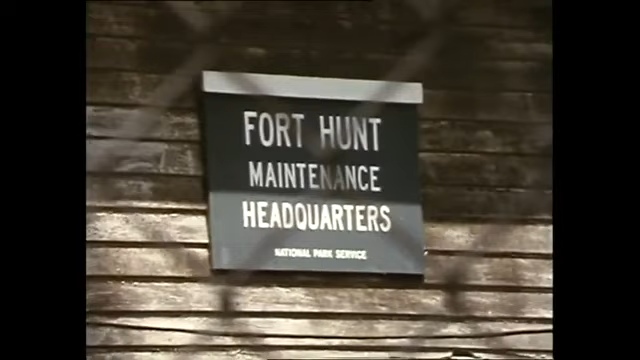 FORT HUNT
MAINTENANCE
HEADQUARTERS
NATIONAL PARK SERVICE